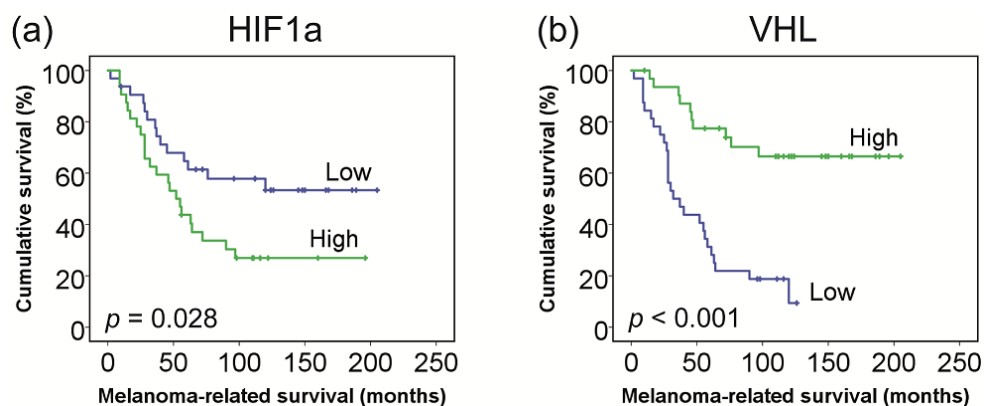 (a) HIF1a
Cumulative survival (%)
100
80
60
40
20
0
Low
High
p = 0.028
0 50 100 150 200 250
Melanoma-related survival (months)
(b) VHL
Cumulative survival (%)
100
80
60
40
20
0
High
Low
p < 0.001
0 50 100 150 200 250
Melanoma-related survival (months)